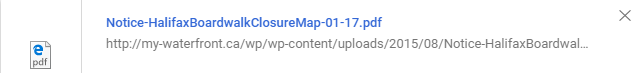 Notice-HalifaxBoardwalkClosureMap-01-17.pdf
http://my-waterfront.ca/wp/wp-content/uploads/2015/08/Notice-HalifaxBoardwal...
e
pdf